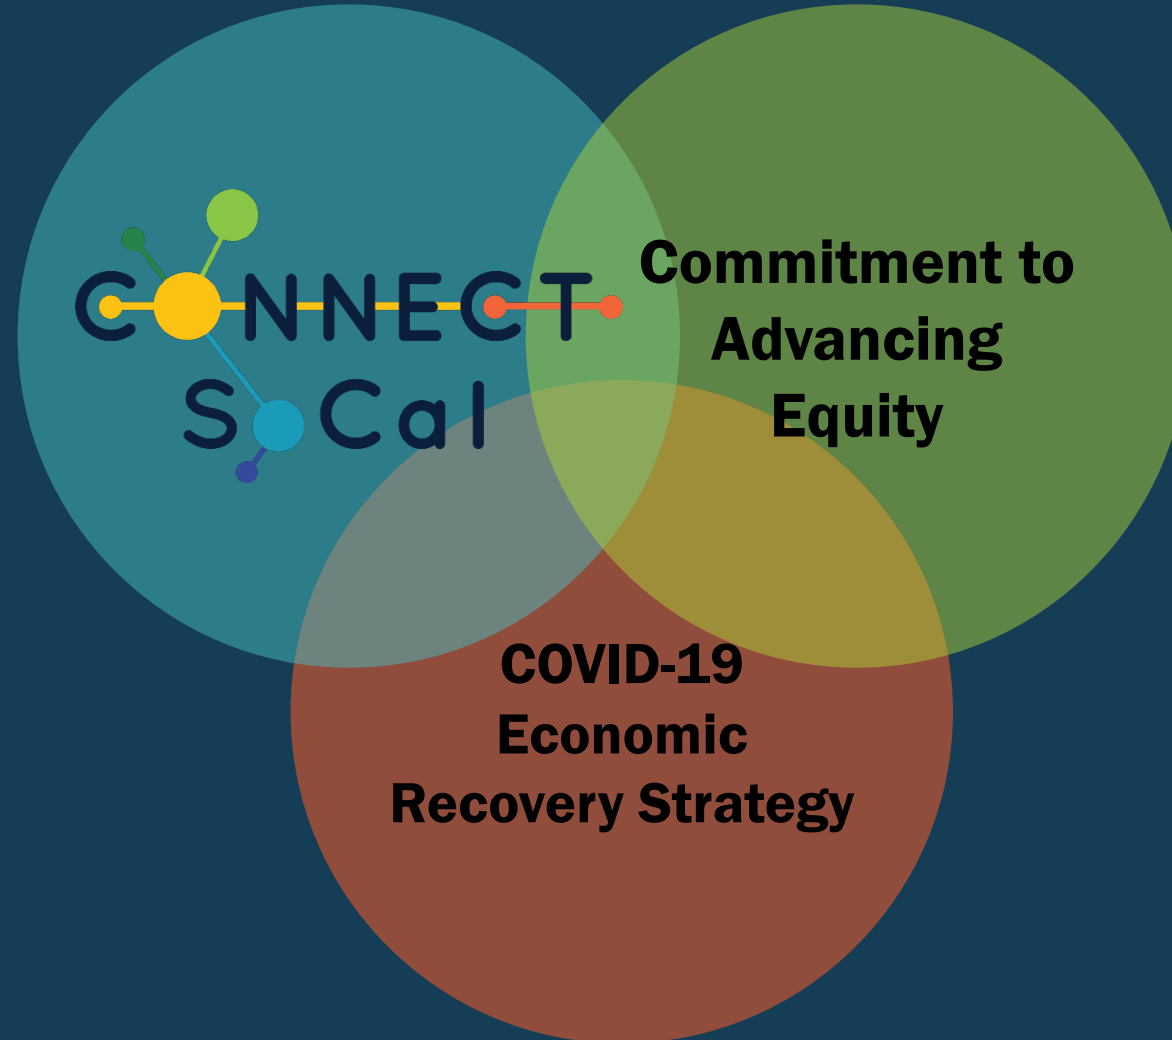 CONNECT
SoCal
Commitment to
Advancing
Equity
COVID-19
Economic
Recovery Strategy